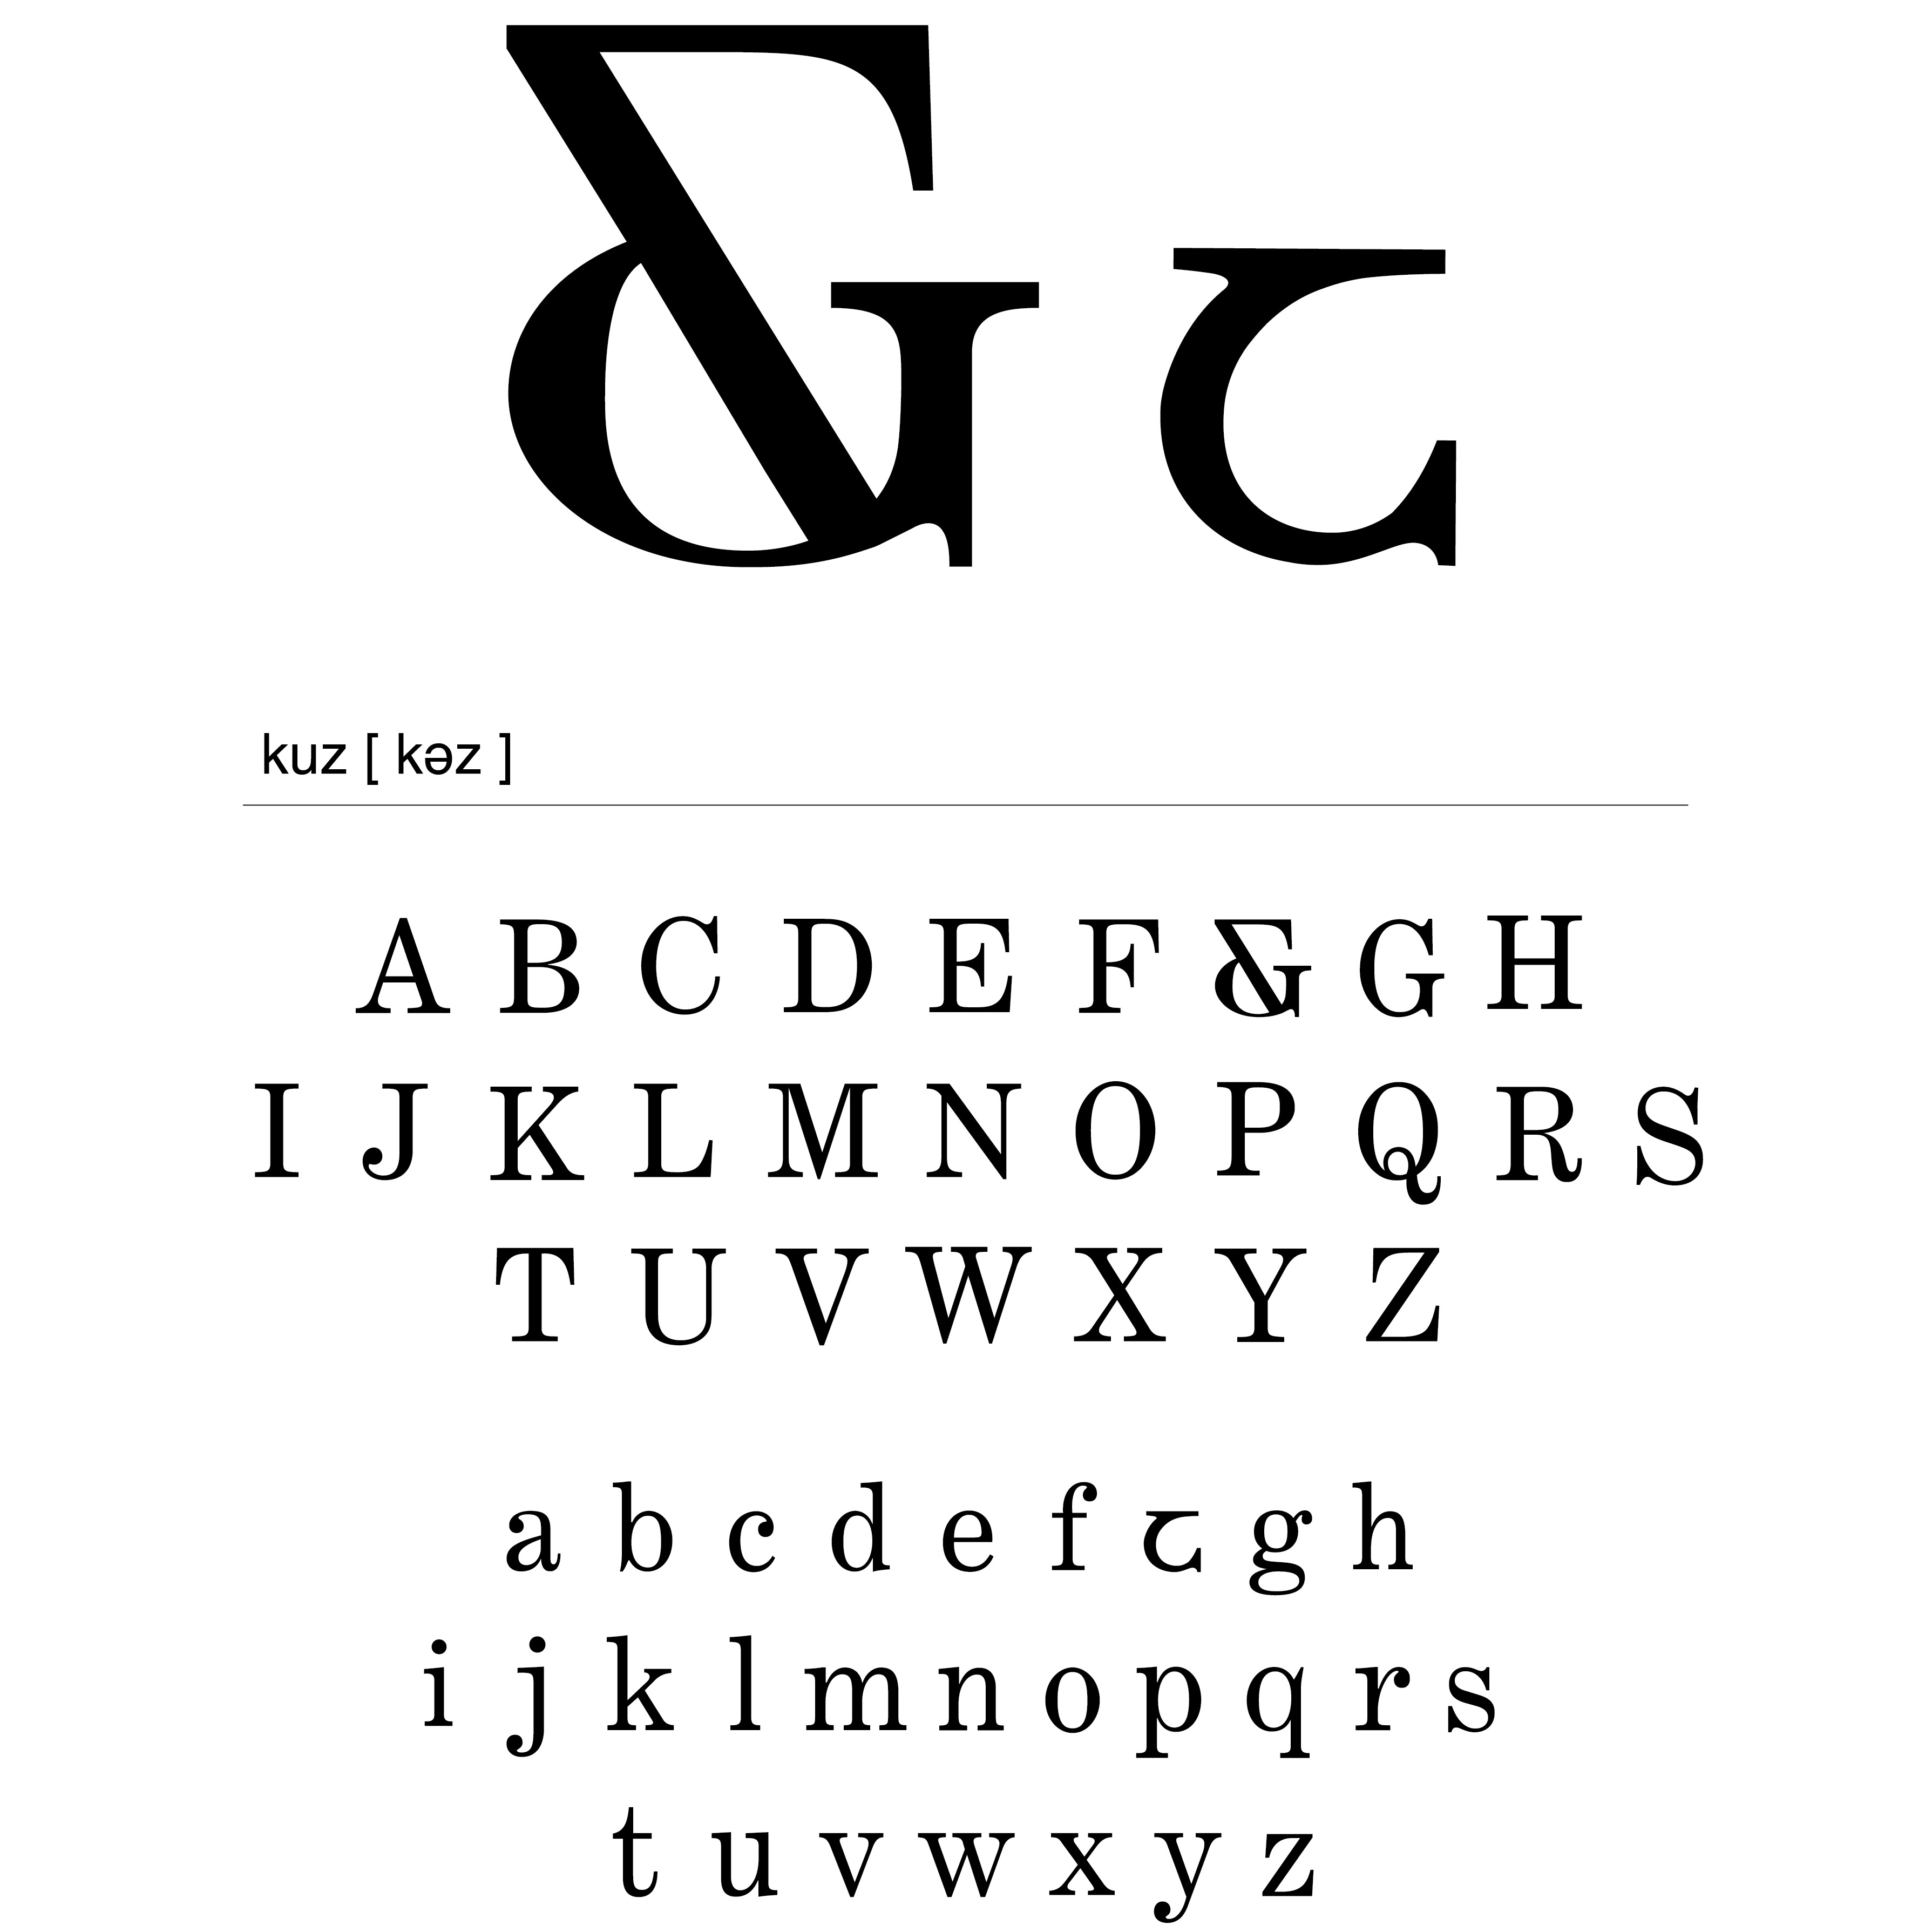 &
kuz [ kəz ]
A B C D E F & G H
I J K L M N O P Q R S
T U V W X Y Z
a b c d e f g h
i j k l m n o p q r s
t u v w x y z